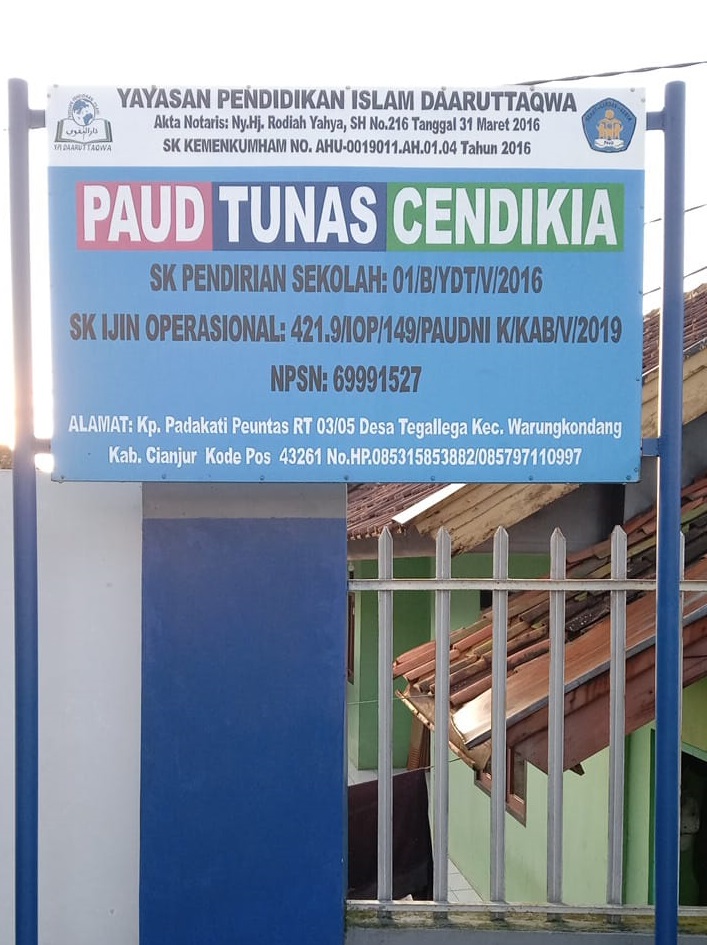 YAYASAN PENDIDIKAN ISLAM DAARUTTAQWA
Akta Notaris: Ny.Hj. Rodiah Yahya, SH No.216 Tanggal 31 Maret 2016
SK KEMENKUMHAM NO. AHU-0019011.AH.01.04 Tahun 2016
YPI DAARUTTAQWA
PAUD TUNAS CENDIKIA
SK PENDIRIAN SEKOLAH: 01/B/YDT/V/2016
SK IJIN OPERASIONAL: 421.9/IOP/149/PAUDNI K/KAB/V/2019
NPSN: 69991527
ALAMAT: Kp. Padakati Peuntas RT 03/05 Desa Tegallega Kec. Warungkondang
Kab. Cianjur Kode Pos 43261 No.HP.085315853882/085797110997